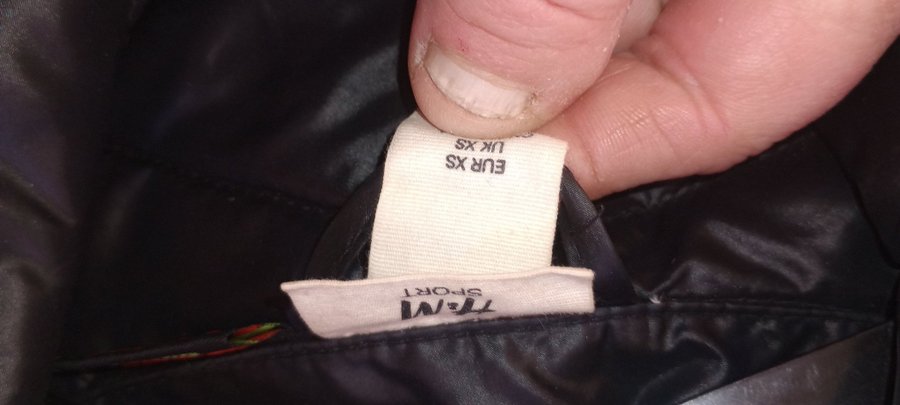 H&M
SPORT
EUR XS
UK XS